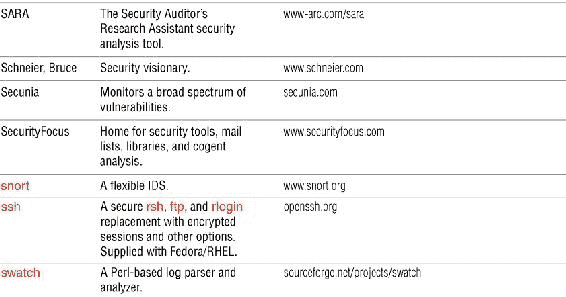 SARA The Security Auditor's www-arc.com/sara
Research Assistant security
analysis tool.
Schneier, Bruce Security visionary. www.schneier.com
Secunia Monitors a broad spectrum of secunia.com
vulnerabilities.
SecurityFocus Home for security tools, mail www.securityfocus.com
lists, libraries, and cogent
analysis.
snort A flexible IDS. www.snort.org
ssh A secure rsh, ftp, and rlogin openssh.org
replacement with encrypted
sessions and other options.
Supplied with Fedora/RHEL.
swatch A Perl-based log parser and sourceforge.net/projects/swatch
analyzer.